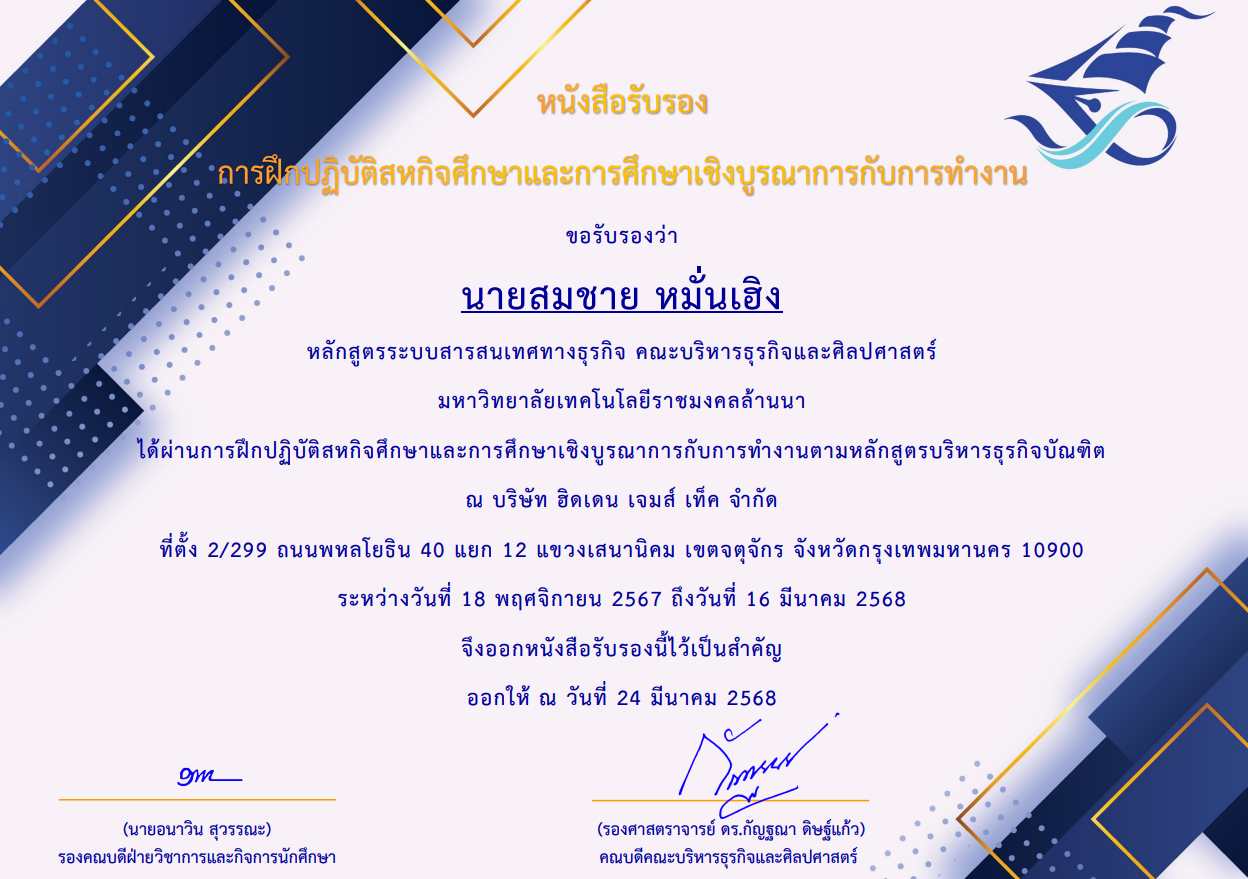 หนังสือรับรอง
การฝึกปฏิบัติสหกิจศึกษาและการศึกษาเชิงบูรณาการกับการทำงาน
ขอรับรองว่า
นายสมชาย หมั่นเฮิง
หลักสูตรระบบสารสนเทศทางธุรกิจ คณะบริหารธุรกิจและศิลปศาสตร์
มหาวิทยาลัยเทคโนโลยีราชมงคลล้านนา
ได้ผ่านการฝึกปฏิบัติสหกิจศึกษาและการศึกษาเชิงบูรณาการกับการทำงานตามหลักสูตรบริหารธุรกิจบัณฑิต
ณ บริษัท ฮิดเดน เจมส์ เท็ค จำกัด
ที่ตั้ง 2/299 ถนนพหลโยธิน 40 แยก 12 แขวงเสนานิคม เขตจตุจักร จังหวัดกรุงเทพมหานคร 10900
ระหว่างวันที่ 18 พฤศจิกายน 2567 ถึงวันที่ 16 มีนาคม 2568
จึงออกหนังสือรับรองนี้ไว้เป็นสำคัญ
ออกให้ ณ วันที่ 24 มีนาคม 2568
(นายอนาวิน สุวรรณะ)
รองคณบดีฝ่ายวิชาการและกิจการนักศึกษา
(รองศาสตราจารย์ ดร.กัญฐณา ดิษฐ์แก้ว)
คณบดีคณะบริหารธุรกิจและศิลปศาสตร์